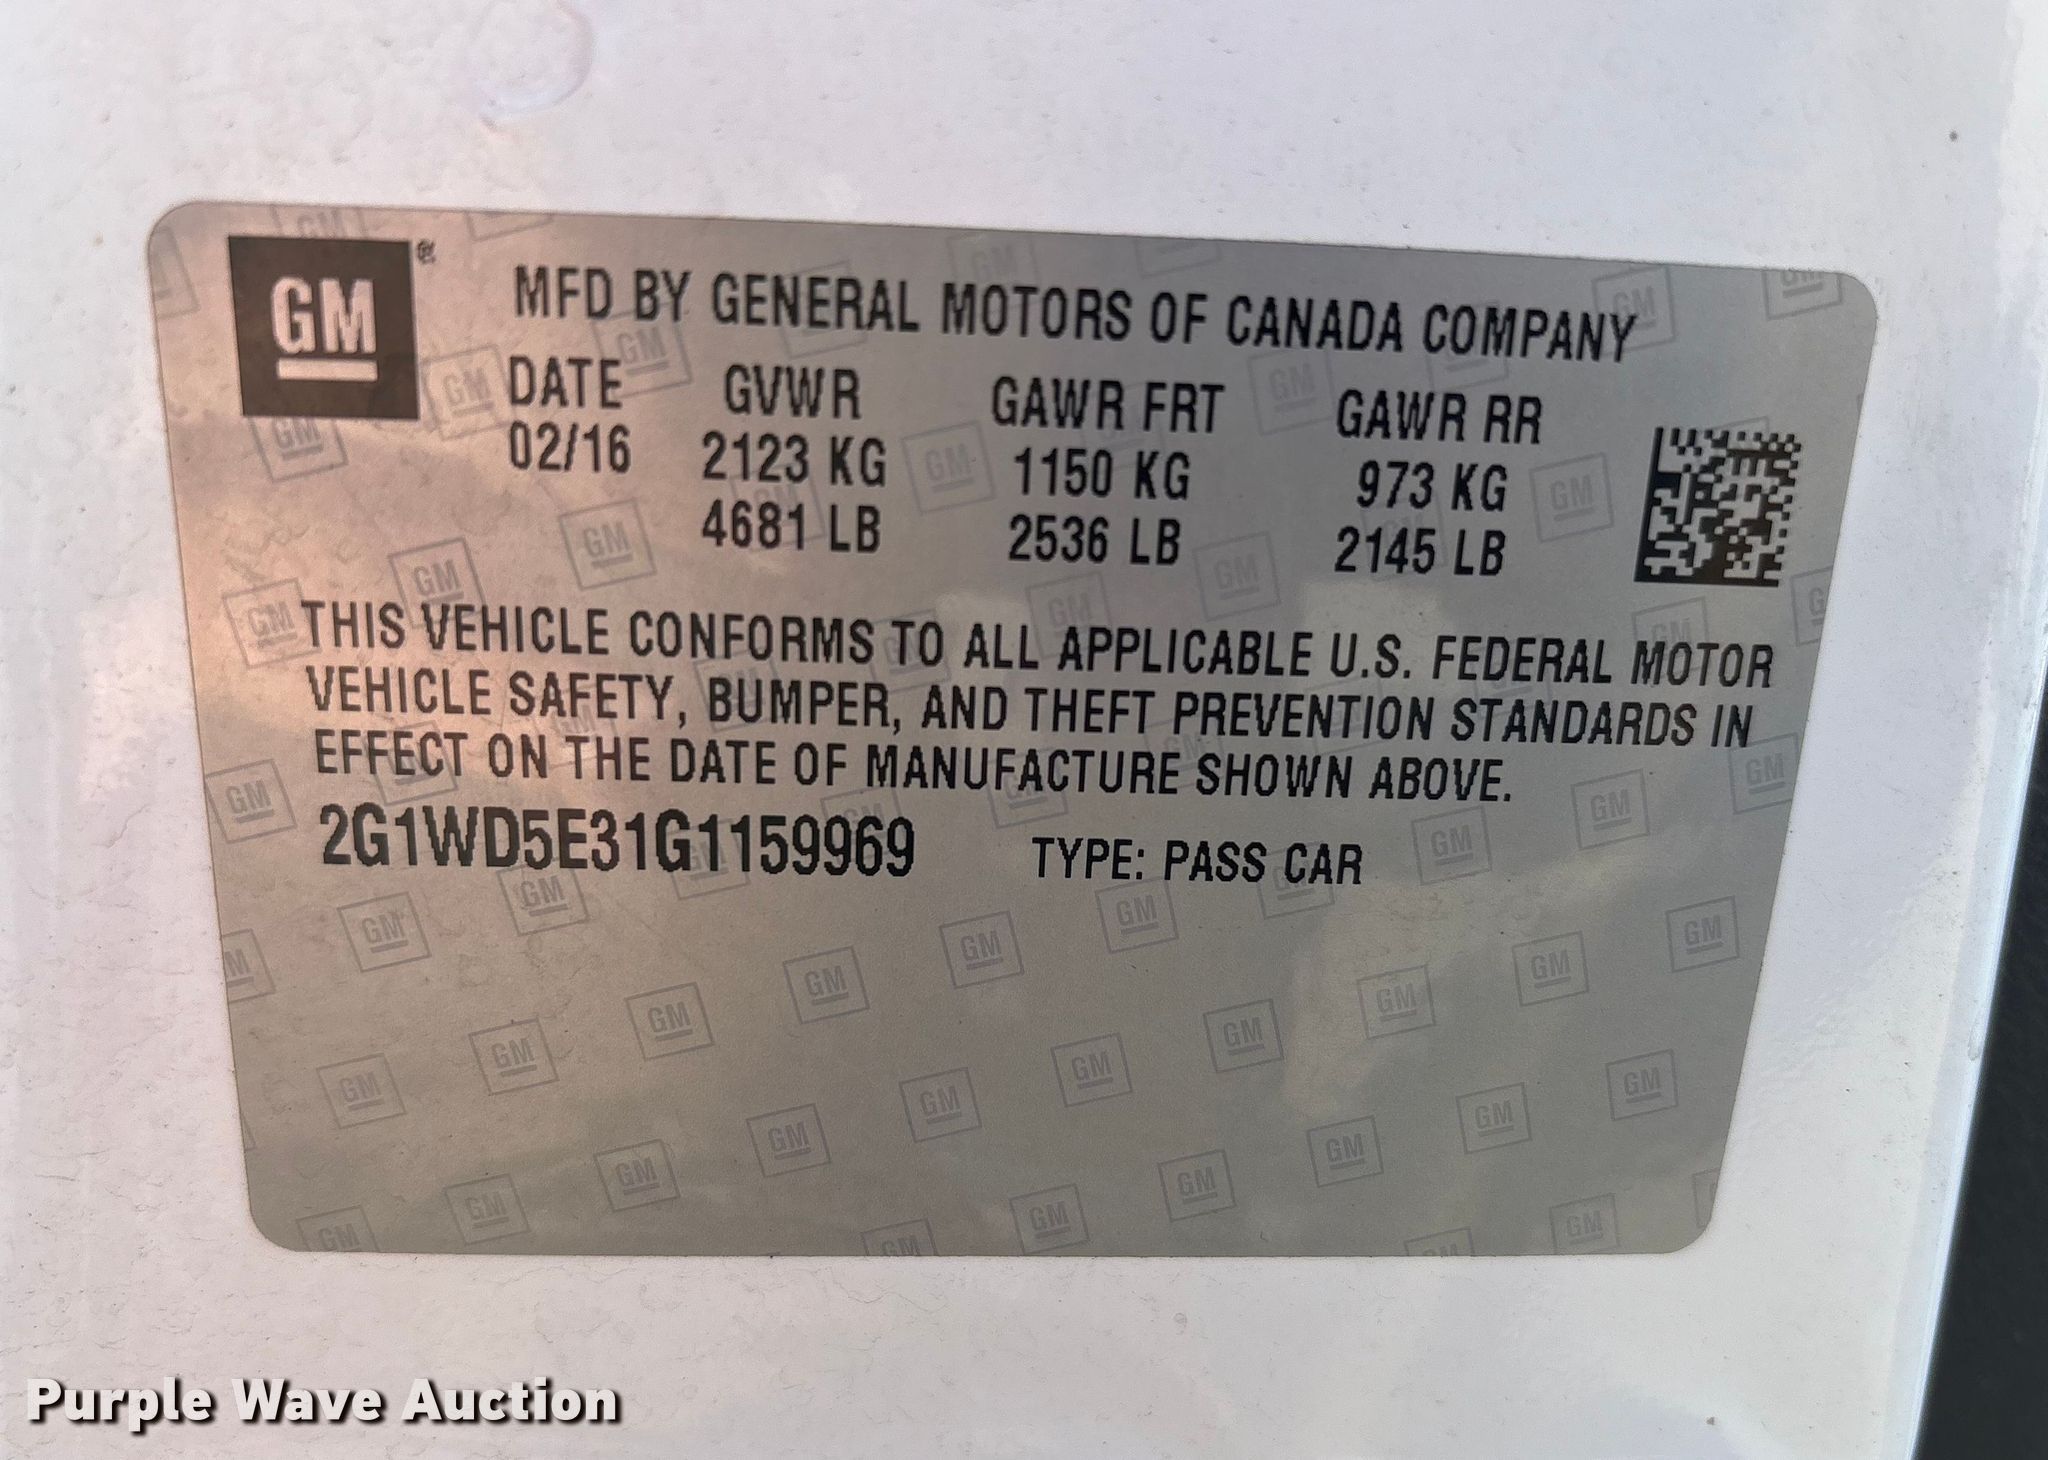 GM
MFD BY GENERAL MOTORS OF CANADA COMPANY
DATE GVWR GAWR FRT GAWR RR
02/16 2123 KG 1150 KG 973 KG
4681 LB 2536 LB 2145 LB
THIS VEHICLE CONFORMS TO ALL APPLICABLE U.S. FEDERAL MOTOR
VEHICLE SAFETY, BUMPER, AND THEFT PREVENTION STANDARDS IN
EFFECT ON THE DATE OF MANUFACTURE SHOWN ABOVE.
2G1WD5E31G1159969 TYPE: PASS CAR
Purple Wave Auction